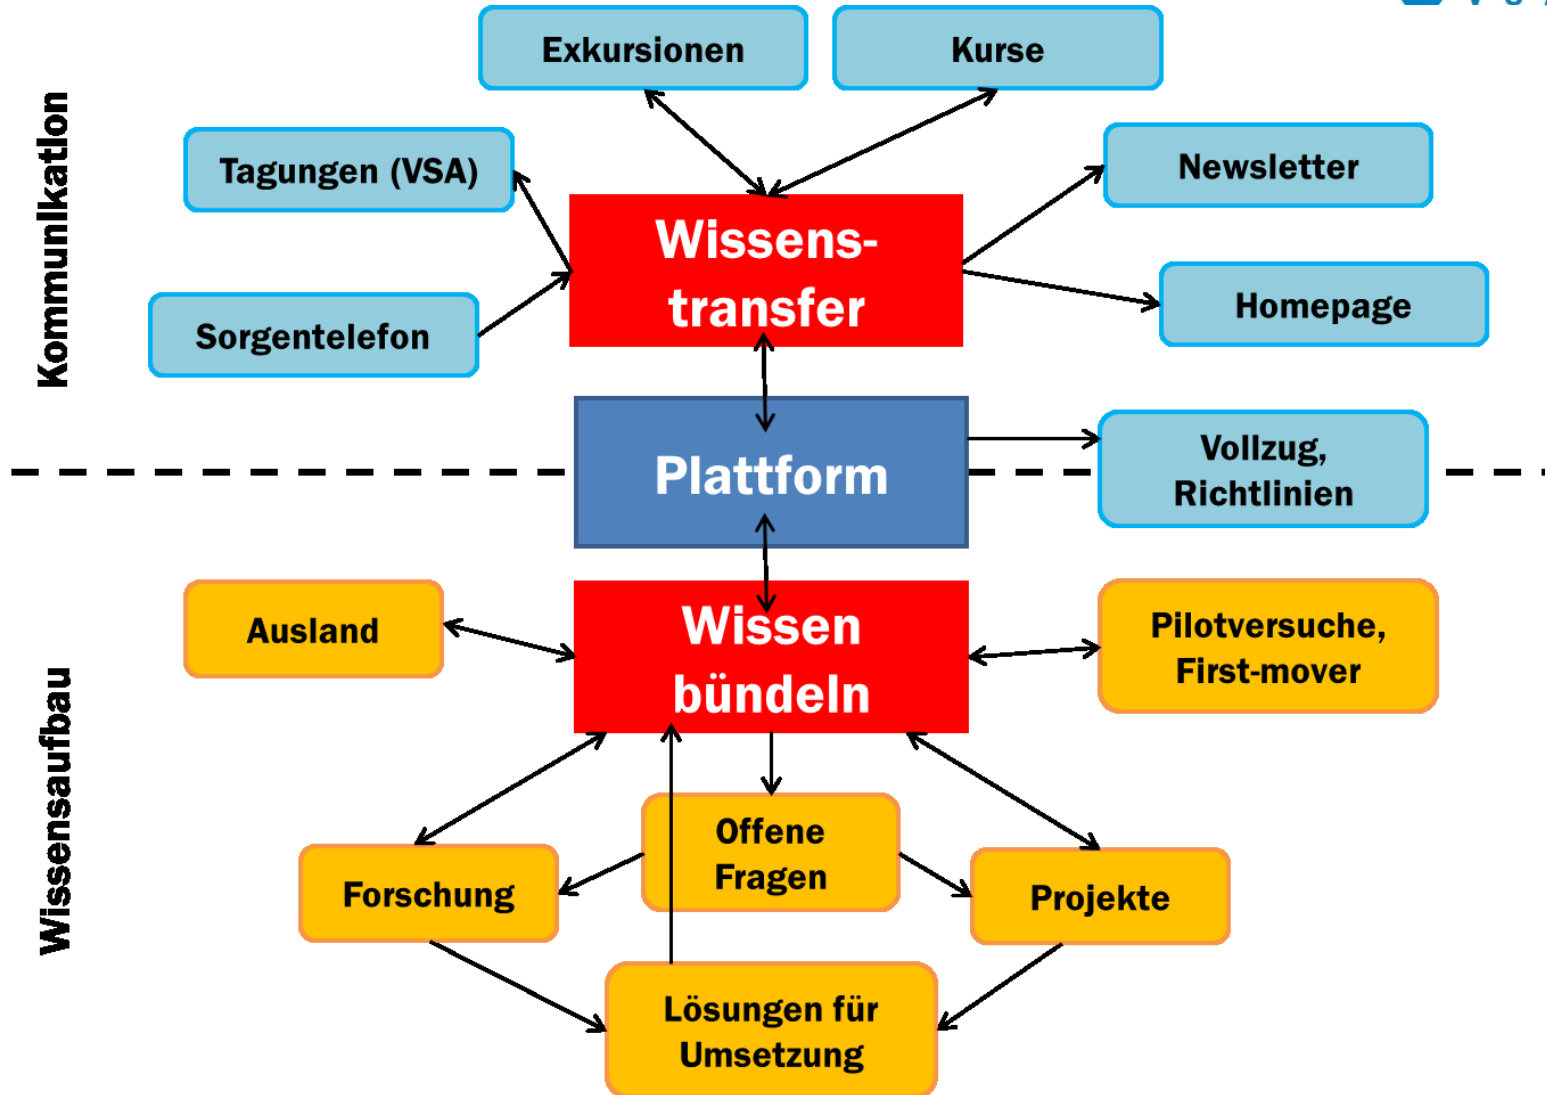 Exkursionen
Kurse
Kommunikation
Tagungen (VSA)
Newsletter
Wissens-
transfer
Homepage
Sorgentelefon
Plattform
Vollzug,
Richtlinien
Ausland
Wissen
bündeln
Pilotversuche,
First-mover
Wissensaufbau
Offene
Fragen
Forschung
Projekte
Lösungen für
Umsetzung